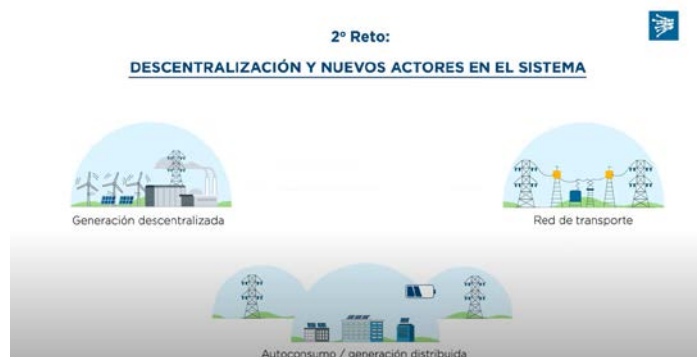 2º Reto:
DESCENTRALIZACIÓN Y NUEVOS ACTORES EN EL SISTEMA
Generación descentralizada
Red de transporte
Autoconsumo / generación distribuida